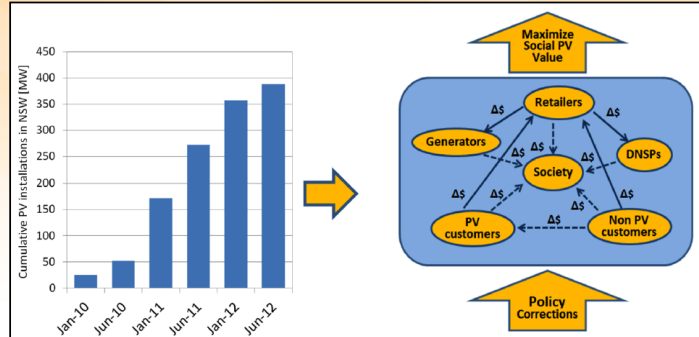 Cumulative PV installations in NSW [MW]
450
400
350
300
250
200
150
100
50
0
Jan-10
Jun-10
Jan-11
Jun-11
Jan-12
Jun-12
Maximize
Social PV
Value
Retailers
Δ$
Δ$
Generators
Δ$
Δ$
Δ$
DNSPs
Society
Δ$
Δ$
Δ$
Δ$
PV
customers
Δ$
Non PV
customers
Policy
Corrections